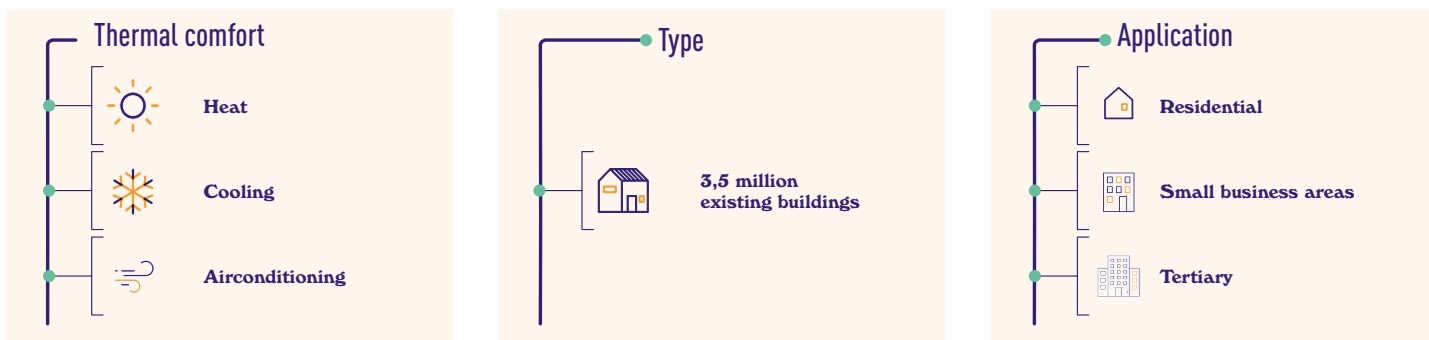 Thermal comfort
Heat
Cooling
Airconditioning
Type
3,5 million
existing buildings
Application
Residential
Small business areas
Tertiary